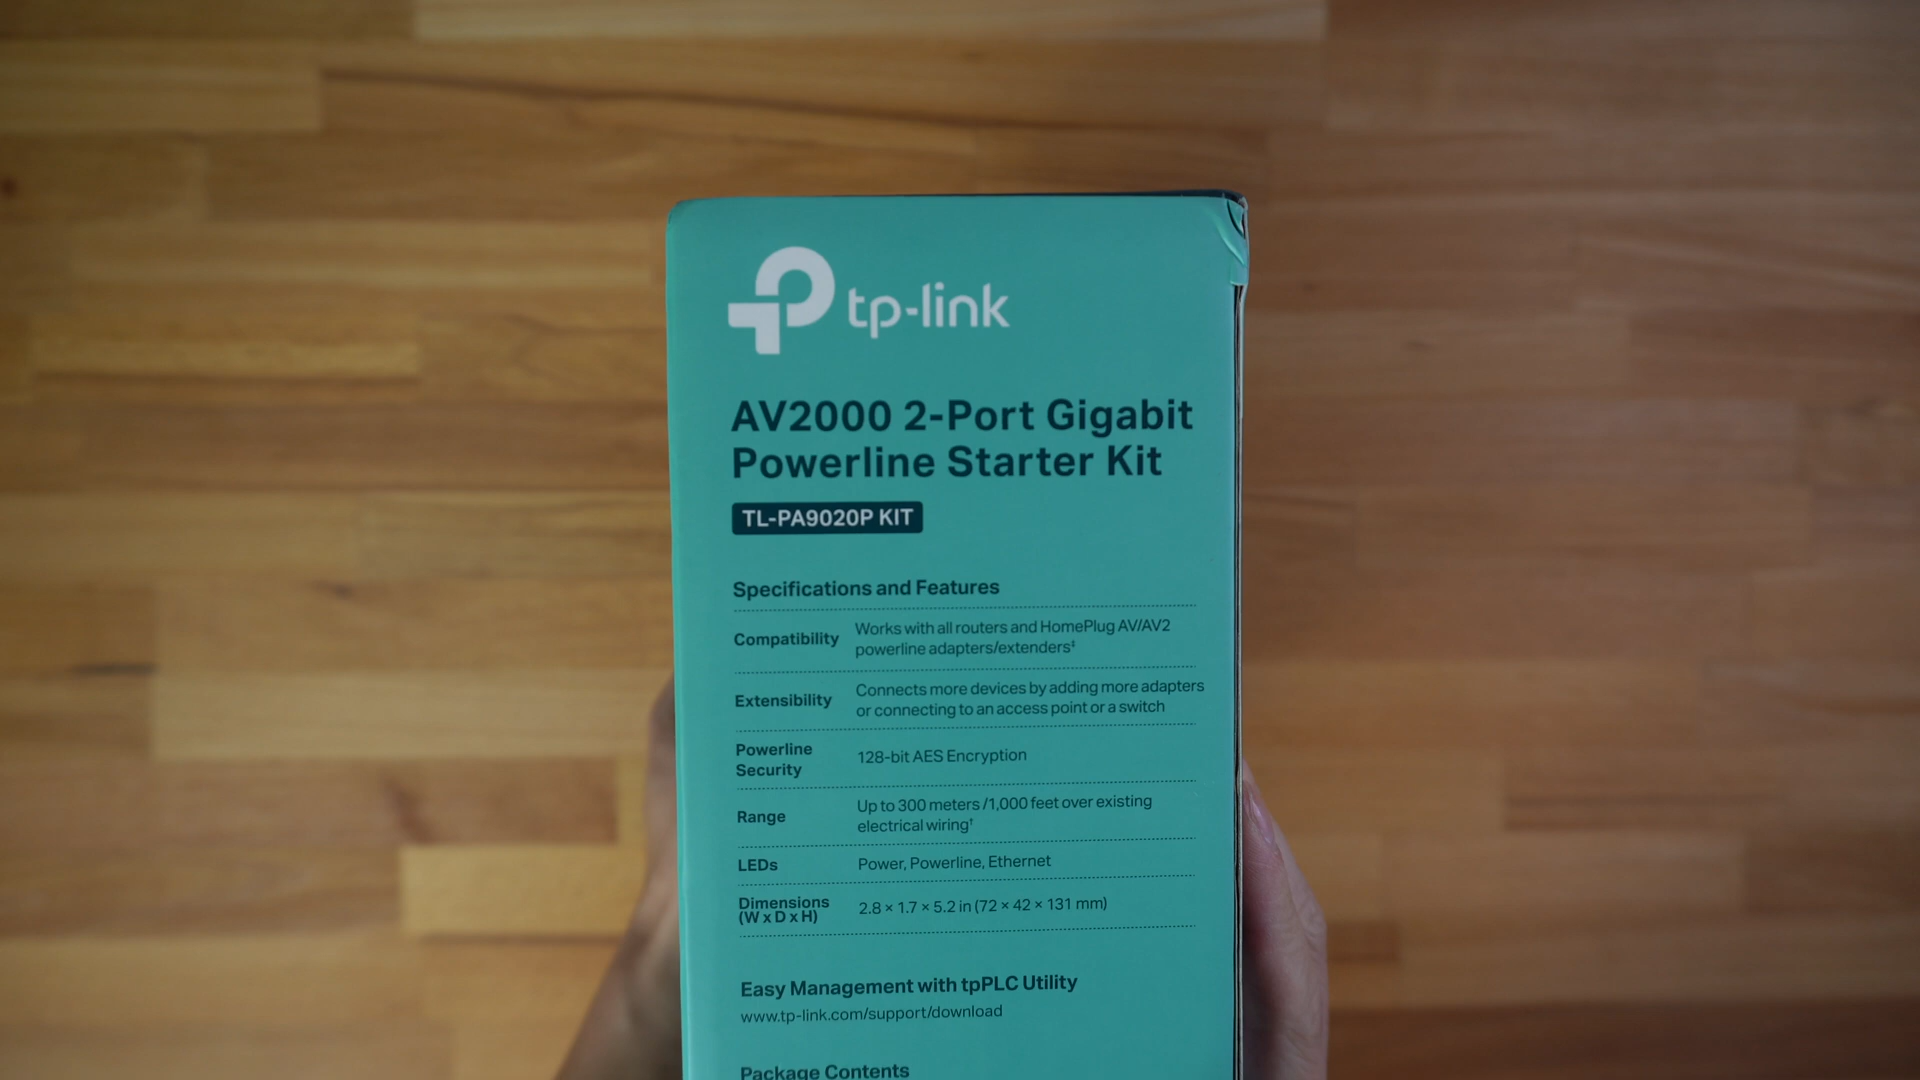 tp-link
AV2000 2-Port Gigabit
Powerline Starter Kit
TL-PA9020P KIT
Specifications and Features
Compatibility
Works with all routers and HomePlug AV/AV2
powerline adapters/extenders‡
Extensibility
Connects more devices by adding more adapters
or connecting to an access point or a switch
Powerline
Security
128-bit AES Encryption
Range
Up to 300 meters /1,000 feet over existing
electrical wiring†
LEDs
Power, Powerline, Ethernet
Dimensions
(W x D x H)
2.8 × 1.7 × 5.2 in (72 × 42 × 131 mm)
Easy Management with tpPLC Utility
www.tp-link.com/support/download
Package Contents